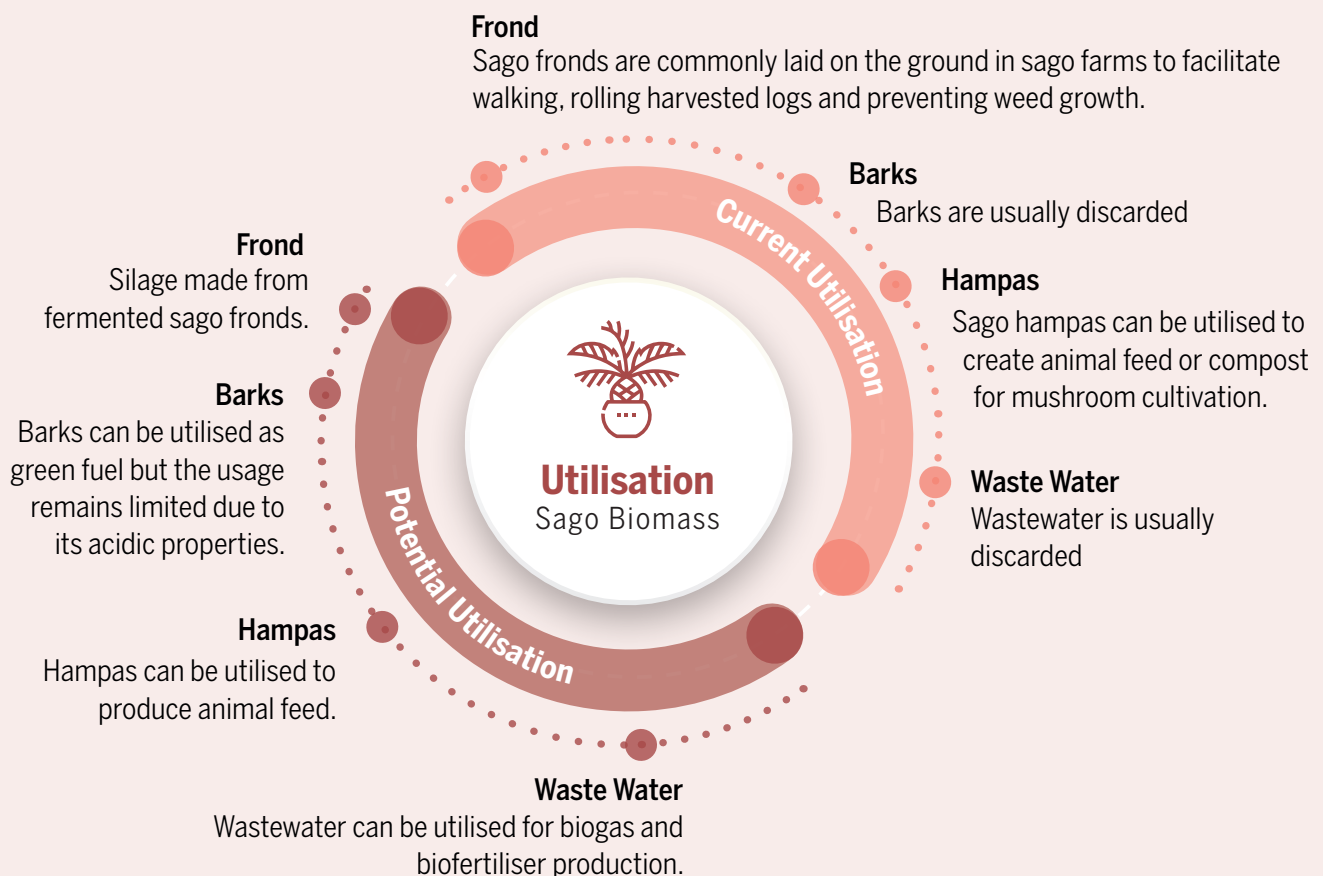 Frond
Sago fronds are commonly laid on the ground in sago farms to facilitate
walking, rolling harvested logs and preventing weed growth.
Barks
Barks are usually discarded
Hampas
Sago hampas can be utilised to
create animal feed or compost
for mushroom cultivation.
Waste Water
Wastewater is usually
discarded
Current Utilisation
Utilisation
Sago Biomass
Potential Utilisation
Frond
Silage made from
fermented sago fronds.
Barks
Barks can be utilised as
green fuel but the usage
remains limited due to
its acidic properties.
Hampas
Hampas can be utilised to
produce animal feed.
Waste Water
Wastewater can be utilised for biogas and
biofertiliser production.